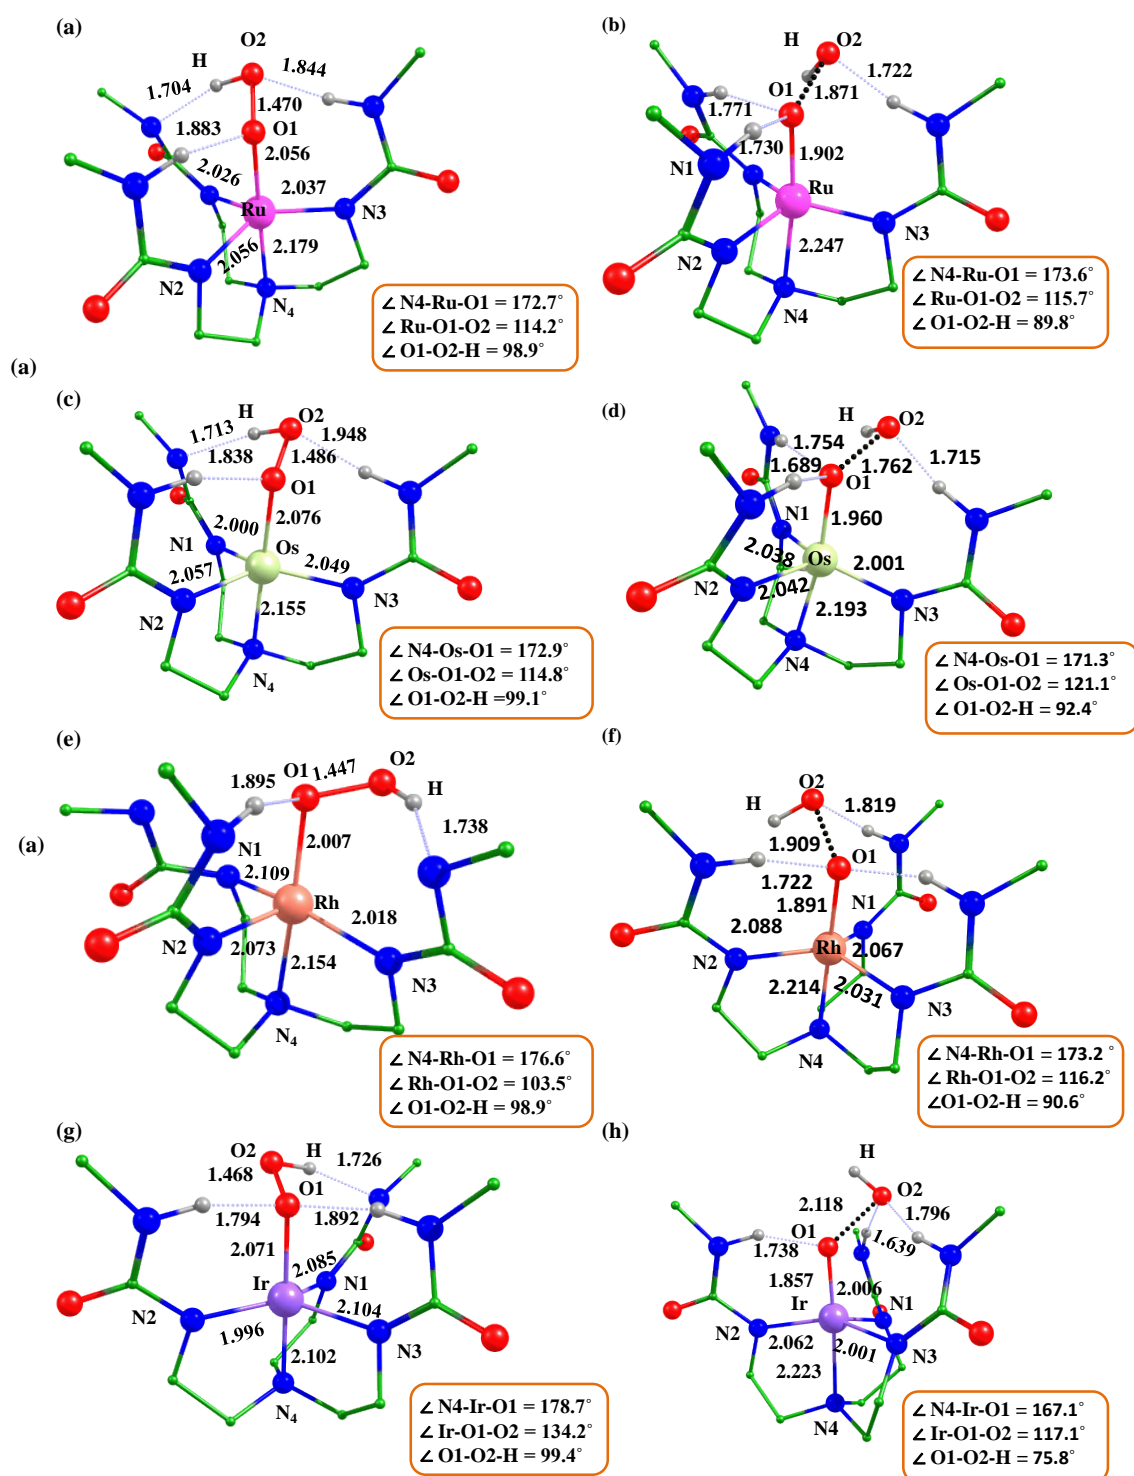 (a)
O2
H
1.844
1.704
1.470
1.883
O1
2.056
2.026
2.037
Ru
N3
2.179
2.056
N2
N4
∠ N4-Ru-O1 = 172.7°
∠ Ru-O1-O2 = 114.2°
∠ O1-O2-H = 98.9°
(b)
H
O2
1.722
O1
1.871
1.771
1.730
1.902
N1
Ru
N3
2.247
N2
N4
∠ N4-Ru-O1 = 173.6°
∠ Ru-O1-O2 = 115.7°
∠ O1-O2-H = 89.8°
(a)
(c)
H
O2
1.713
1.948
1.838
1.486
O1
2.076
2.000
N1
Os
2.049
2.057
N3
N2
2.155
N4
∠ N4-Os-O1 = 172.9°
∠ Os-O1-O2 = 114.8°
∠ O1-O2-H =99.1°
(d)
H
O2
1.754
1.689
1.762
1.715
O1
1.960
N1
2.038
Os
2.001
N2
2.042
N3
2.193
N4
∠ N4-Os-O1 = 171.3°
∠ Os-O1-O2 = 121.1°
∠ O1-O2-H = 92.4°
(e)
O2
O1
1.447
1.895
H
1.738
2.007
N1
2.109
Rh
2.018
N2
2.073
2.154
N3
N4
∠ N4-Rh-O1 = 176.6°
∠ Rh-O1-O2 = 103.5°
∠ O1-O2-H = 98.9°
(a)
(f)
O2
H
1.819
1.909
O1
1.722
1.891
N1
2.088
Rh
2.067
N2
2.214
2.031
N3
N4
∠ N4-Rh-O1 = 173.2°
∠ Rh-O1-O2 = 116.2°
∠O1-O2-H = 90.6°
(g)
O2
H
1.468
1.726
O1
1.794
1.892
2.071
2.085
Ir
N1
N2
2.104
1.996
N3
2.102
N4
∠ N4-Ir-O1 = 178.7°
∠ Ir-O1-O2 = 134.2°
∠ O1-O2-H = 99.4°
(h)
H
O2
2.118
1.796
O1
1.738
1.639
1.857
2.006
Ir
N1
N2
2.062
2.001
N3
2.223
N4
∠ N4-Ir-O1 = 167.1°
∠ Ir-O1-O2 = 117.1°
∠ O1-O2-H = 75.8°